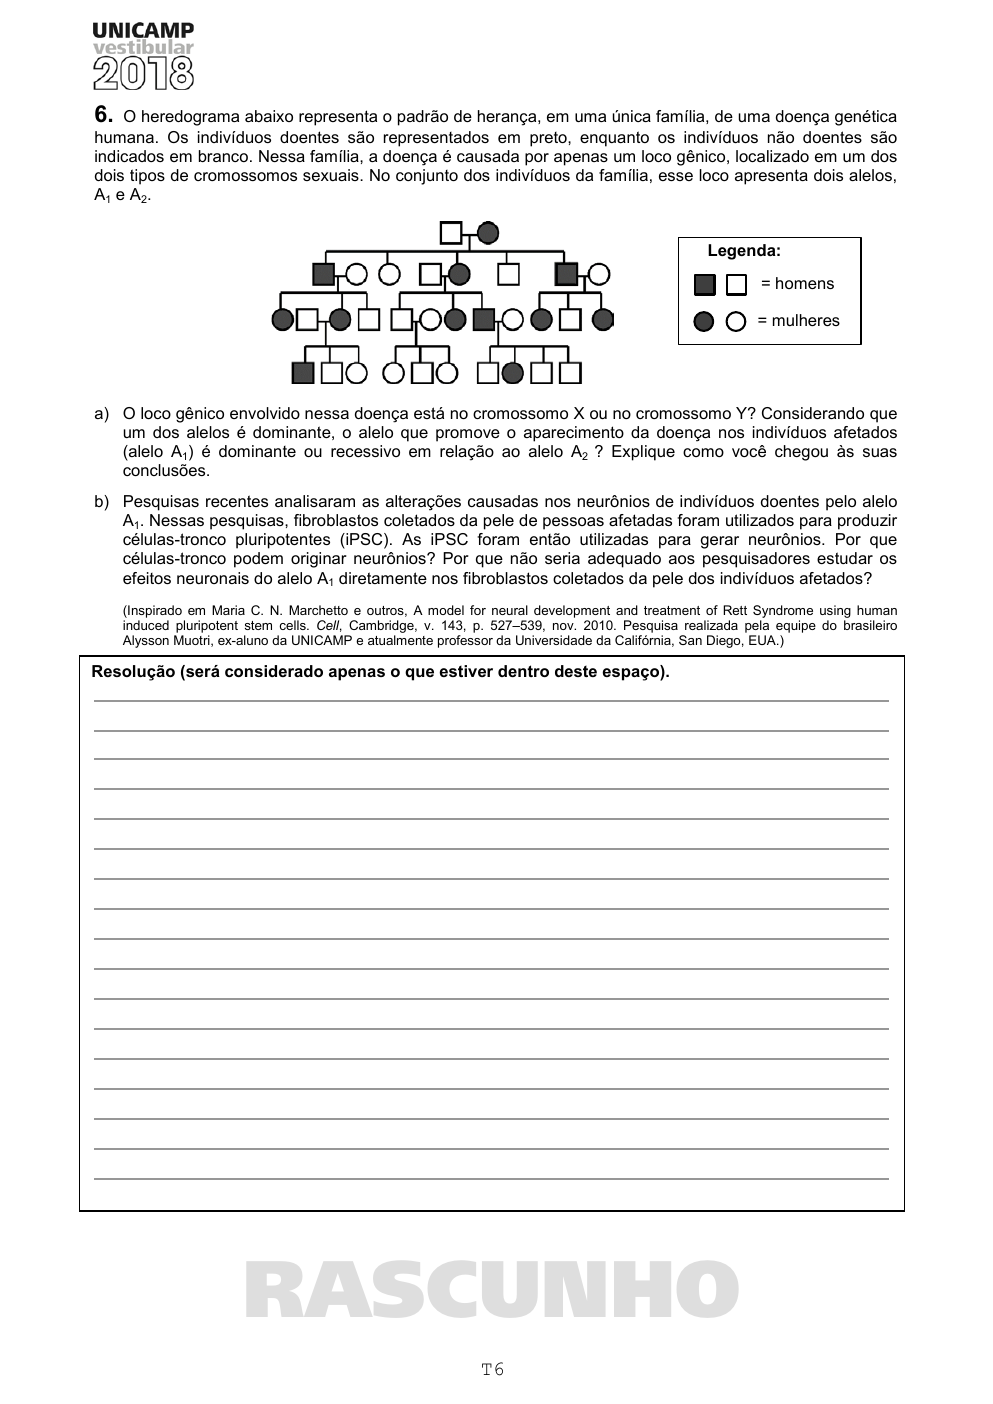 UNICAMP
vestibular
2018
6. O heredograma abaixo representa o padrão de herança, em uma única família, de uma doença genética
humana. Os indivíduos doentes são representados em preto, enquanto os indivíduos não doentes são
indicados em branco. Nessa família, a doença é causada por apenas um loco gênico, localizado em um dos
dois tipos de cromossomos sexuais. No conjunto dos indivíduos da família, esse loco apresenta dois alelos,
A1 e A2.
Legenda:
= homens
= mulheres
a) O loco gênico envolvido nessa doença está no cromossomo X ou no cromossomo Y? Considerando que
um dos alelos é dominante, o alelo que promove o aparecimento da doença nos indivíduos afetados
(alelo A1) é dominante ou recessivo em relação ao alelo A2 ? Explique como você chegou às suas
conclusões.
b) Pesquisas recentes analisaram as alterações causadas nos neurônios de indivíduos doentes pelo alelo
A1. Nessas pesquisas, fibroblastos coletados da pele de pessoas afetadas foram utilizados para produzir
células-tronco pluripotentes (iPSC). As iPSC foram então utilizadas para gerar neurônios. Por que
células-tronco podem originar neurônios? Por que não seria adequado aos pesquisadores estudar os
efeitos neuronais do alelo A1 diretamente nos fibroblastos coletados da pele dos indivíduos afetados?
(Inspirado em Maria C. N. Marchetto e outros, A model for neural development and treatment of Rett Syndrome using human
induced pluripotent stem cells. Cell, Cambridge, v. 143, p. 527–539, nov. 2010. Pesquisa realizada pela equipe do brasileiro
Alysson Muotri, ex-aluno da UNICAMP e atualmente professor da Universidade da Califórnia, San Diego, EUA.)
Resolução (será considerado apenas o que estiver dentro deste espaço).
RASCUNHO
T6